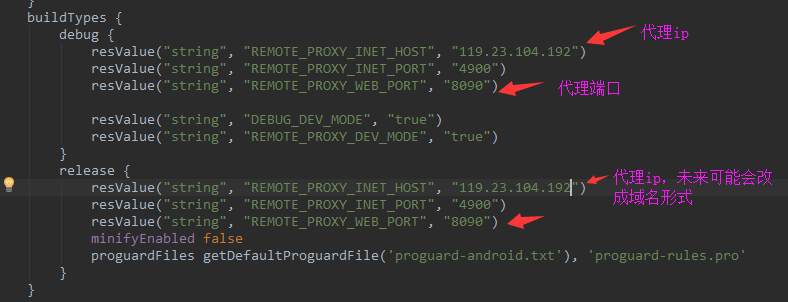 }
buildTypes {
debug {
resValue("string", "REMOTE_PROXY_INET_HOST", "119.23.104.192")
代理ip
resValue("string", "REMOTE_PROXY_INET_PORT", "4900")
resValue("string", "REMOTE_PROXY_WEB_PORT", "8090")
代理端口
resValue("string", "DEBUG_DEV_MODE", "true")
resValue("string", "REMOTE_PROXY_DEV_MODE", "true")
}
release {
resValue("string", "REMOTE_PROXY_INET_HOST", "119.23.104.192")
代理ip，未来可能会改
成域名形式
resValue("string", "REMOTE_PROXY_INET_PORT", "4900")
resValue("string", "REMOTE_PROXY_WEB_PORT", "8090")
minifyEnabled false
proguardFiles getDefaultProguardFile('proguard-android.txt'), 'proguard-rules.pro'
}
}